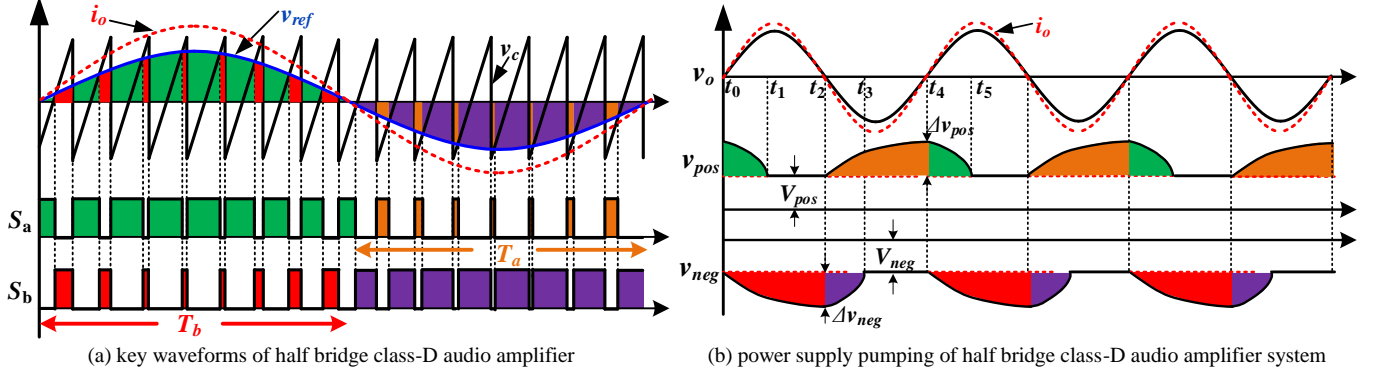 i_o
v_ref
v_c
S_a
T_a
S_b
T_b
(a) key waveforms of half bridge class-D audio amplifier
i_o
v_o
t_0 t_1 t_2 t_3 t_4 t_5
Δv_pos
v_pos
V_pos
V_neg
v_neg
Δv_neg
(b) power supply pumping of half bridge class-D audio amplifier system